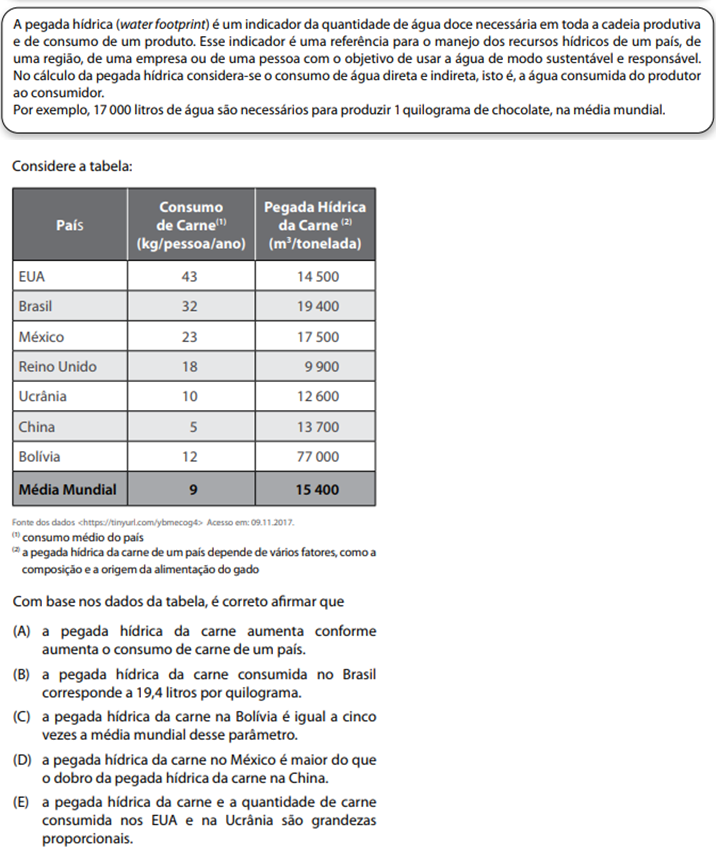 A pegada hídrica (water footprint) é um indicador da quantidade de água doce necessária em toda a cadeia produtiva
e de consumo de um produto. Esse indicador é uma referência para o manejo dos recursos hídricos de um país, de
uma região, de uma empresa ou de uma pessoa com o objetivo de usar a água de modo sustentável e responsável.
No cálculo da pegada hídrica considera-se o consumo de água direta e indireta, isto é, a água consumida do produtor
ao consumidor.
Por exemplo, 17 000 litros de água são necessários para produzir 1 quilograma de chocolate, na média mundial.
Considere a tabela:
País
Consumo
de Carne⁽¹⁾
(kg/pessoa/ano)
Pegada Hídrica
da Carne ⁽²⁾
(m³/tonelada)
EUA 43 14 500
Brasil 32 19 400
México 23 17 500
Reino Unido 18 9 900
Ucrânia 10 12 600
China 5 13 700
Bolívia 12 77 000
Média Mundial 9 15 400
Fonte dos dados <https://tinyurl.com/ybmecog4> Acesso em: 09.11.2017.
⁽¹⁾ consumo médio do país
⁽²⁾ a pegada hídrica da carne de um país depende de vários fatores, como a
composição e a origem da alimentação do gado
Com base nos dados da tabela, é correto afirmar que
(A) a pegada hídrica da carne aumenta conforme
aumenta o consumo de carne de um país.
(B) a pegada hídrica da carne consumida no Brasil
corresponde a 19,4 litros por quilograma.
(C) a pegada hídrica da carne na Bolívia é igual a cinco
vezes a média mundial desse parâmetro.
(D) a pegada hídrica da carne no México é maior do que
o dobro da pegada hídrica da carne na China.
(E) a pegada hídrica da carne e a quantidade de carne
consumida nos EUA e na Ucrânia são grandezas
proporcionais.